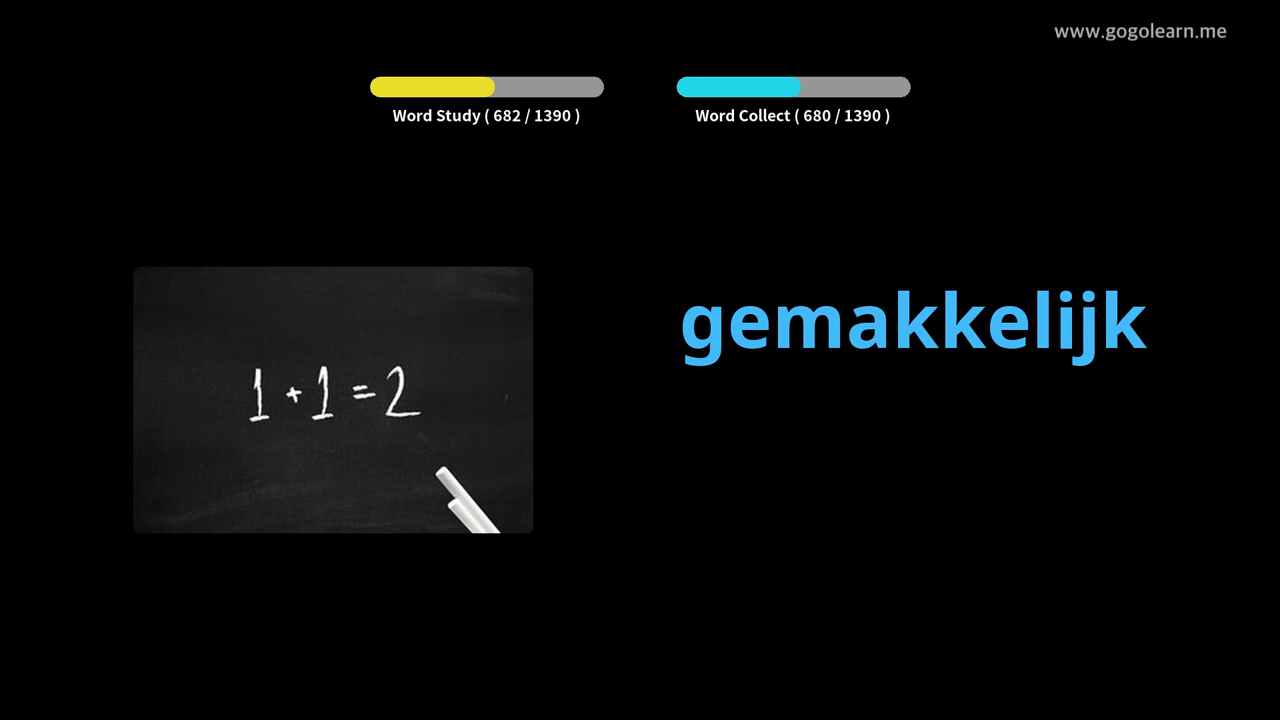 www.gogolearn.me
Word Study ( 682 / 1390 )
Word Collect ( 680 / 1390 )
1 + 1 = 2
gemakkelijk